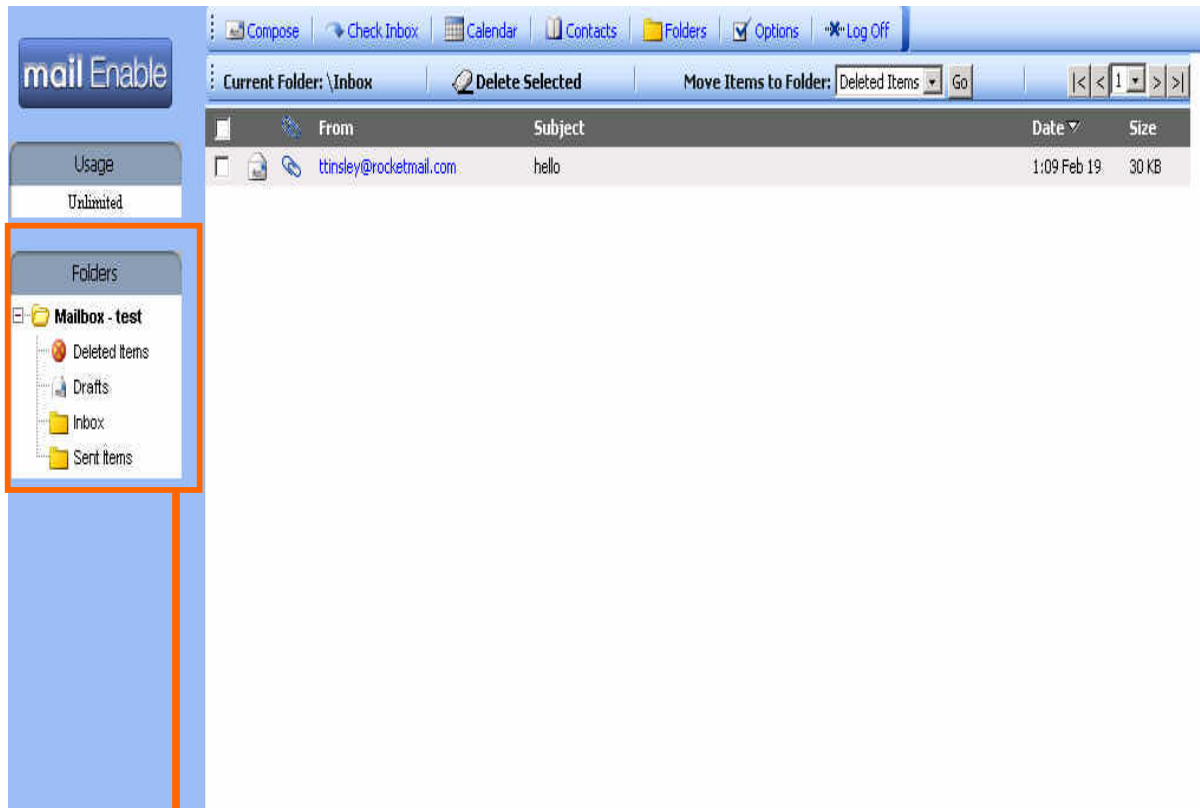 Compose Check Inbox Calendar Contacts Folders Options Log Off
mail Enable
Current Folder: \Inbox Delete Selected Move Items to Folder: Deleted Items Go |< < 1 > >|
From Subject Date Size
ttinsley@rocketmail.com hello 1:09 Feb 19 30 KB
Usage
Unlimited
Folders
Mailbox - test
Deleted Items
Drafts
Inbox
Sent Items